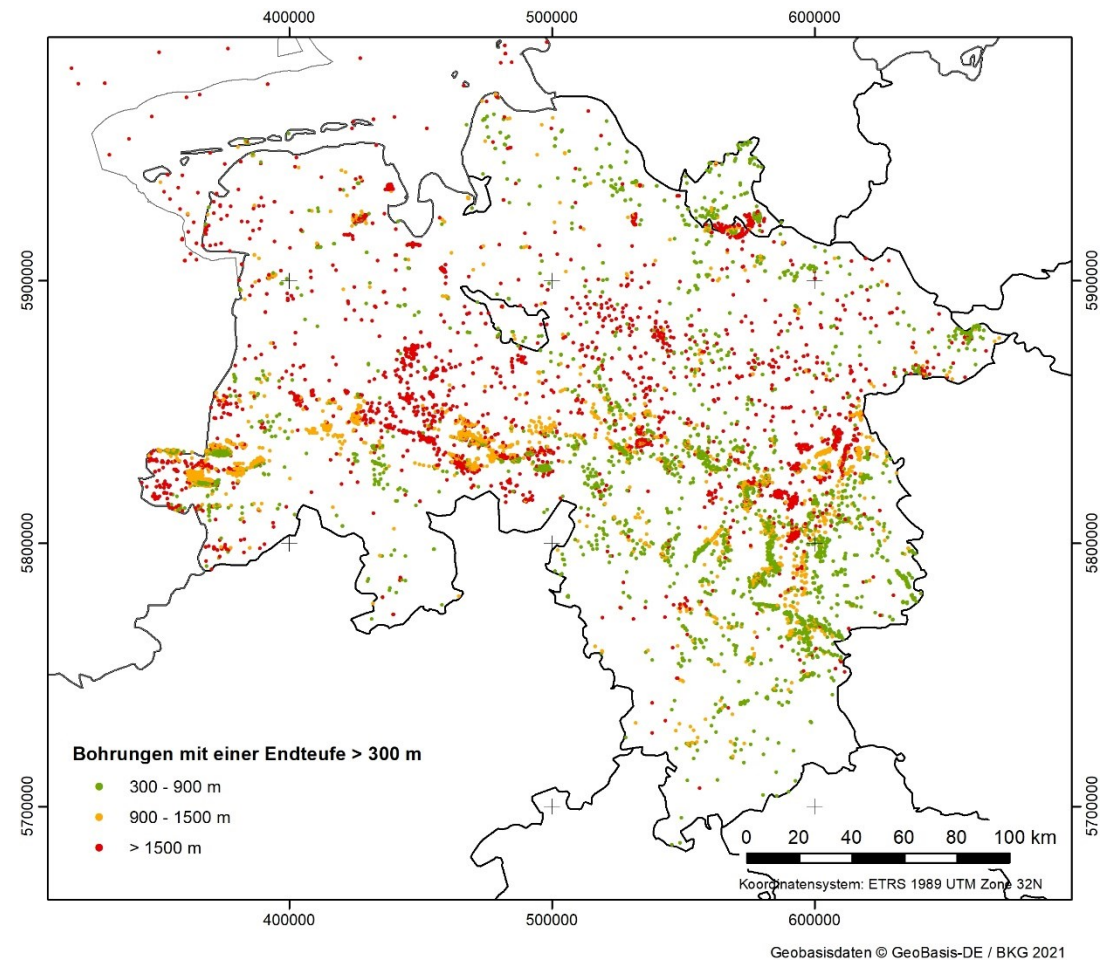 400000 500000 600000
5900000 5900000
5800000 5800000
5700000 5700000
Bohrungen mit einer Endteufe > 300 m
300 - 900 m
900 - 1500 m
> 1500 m
0 20 40 60 80 100 km
Koordinatensystem: ETRS 1989 UTM Zone 32N
400000 500000 600000
Geobasisdaten © GeoBasis-DE / BKG 2021